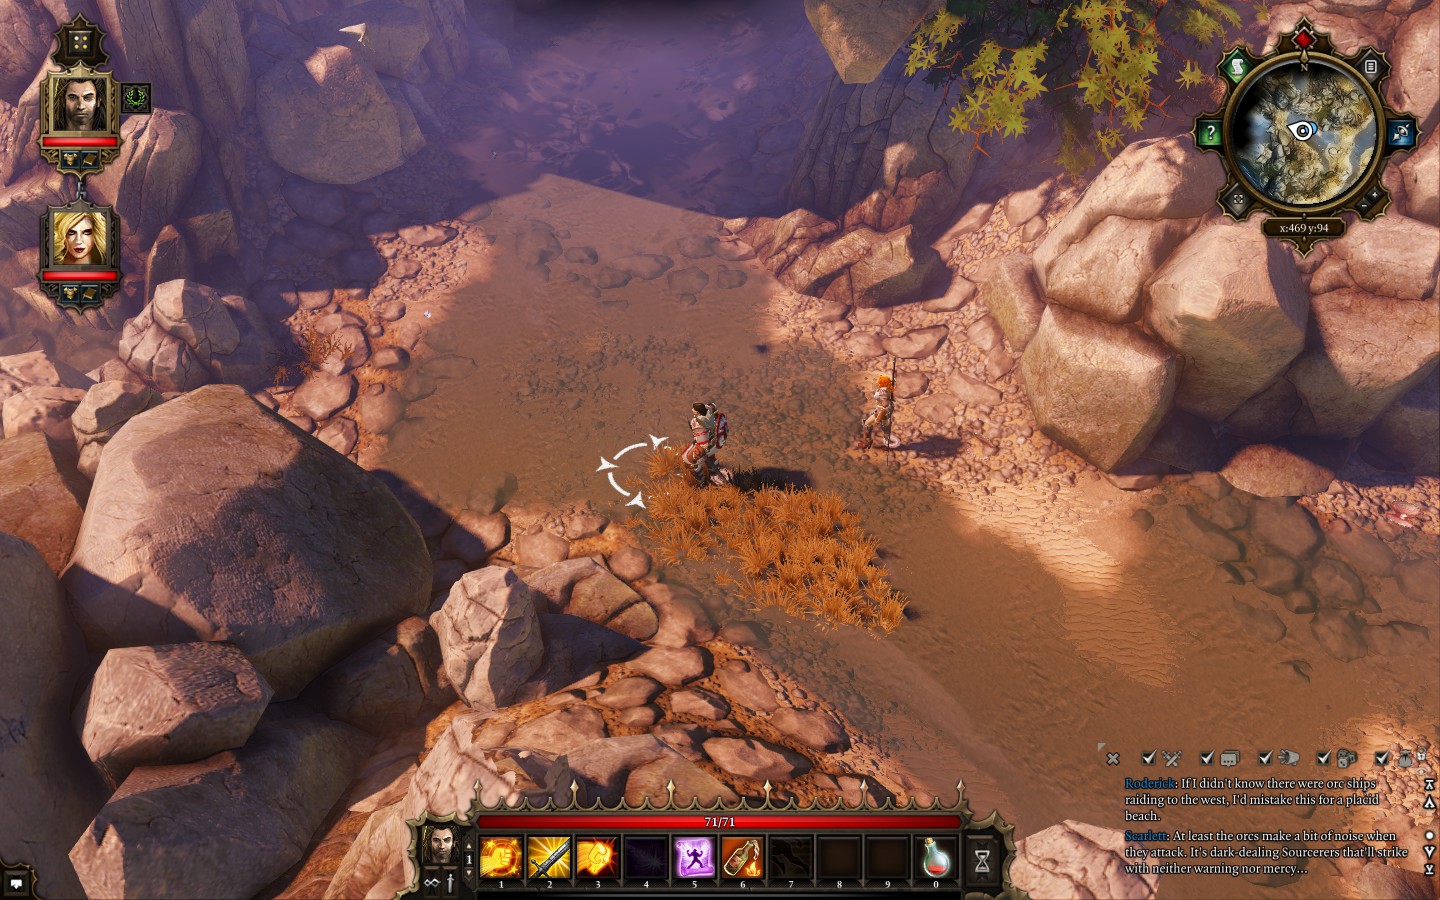 N
x:469 y:94
Roderick: If I didn't know there were orc ships
raiding to the west, I'd mistake this for a placid
beach.
Scarlett: At least the orcs make a bit of noise when
they attack. It's dark-dealing Sourcerers that'll strike
with neither warning nor mercy...
71/71
1
1 2 3 4 5 6 7 8 9 0